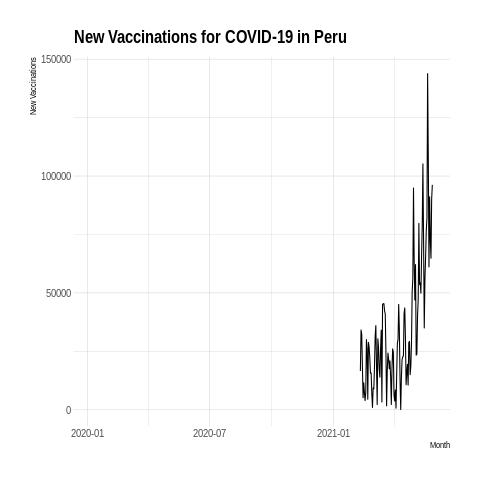 New Vaccinations for COVID-19 in Peru
New Vaccinations
150000
100000
50000
0
2020-01 2020-07 2021-01
Month